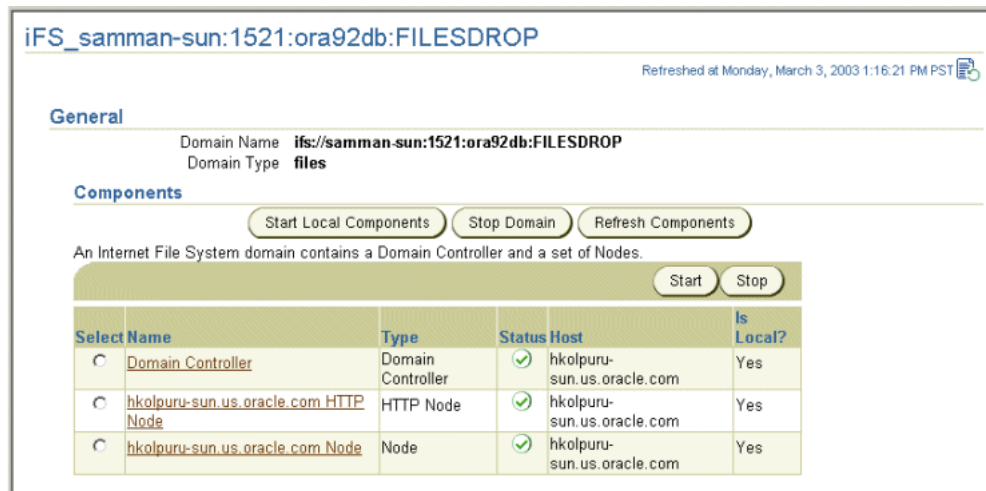 iFS_samman-sun:1521:ora92db:FILESDROP
Refreshed at Monday, March 3, 2003 1:16:21 PM PST
General
Domain Name ifs://samman-sun:1521:ora92db:FILESDROP
Domain Type files
Components
Start Local Components Stop Domain Refresh Components
An Internet File System domain contains a Domain Controller and a set of Nodes.
Start Stop
Select Name Type Status Host Is Local?
Domain Controller Domain Controller hkolpuru-sun.us.oracle.com Yes
hkolpuru-sun.us.oracle.com HTTP Node HTTP Node hkolpuru-sun.us.oracle.com Yes
hkolpuru-sun.us.oracle.com Node Node hkolpuru-sun.us.oracle.com Yes